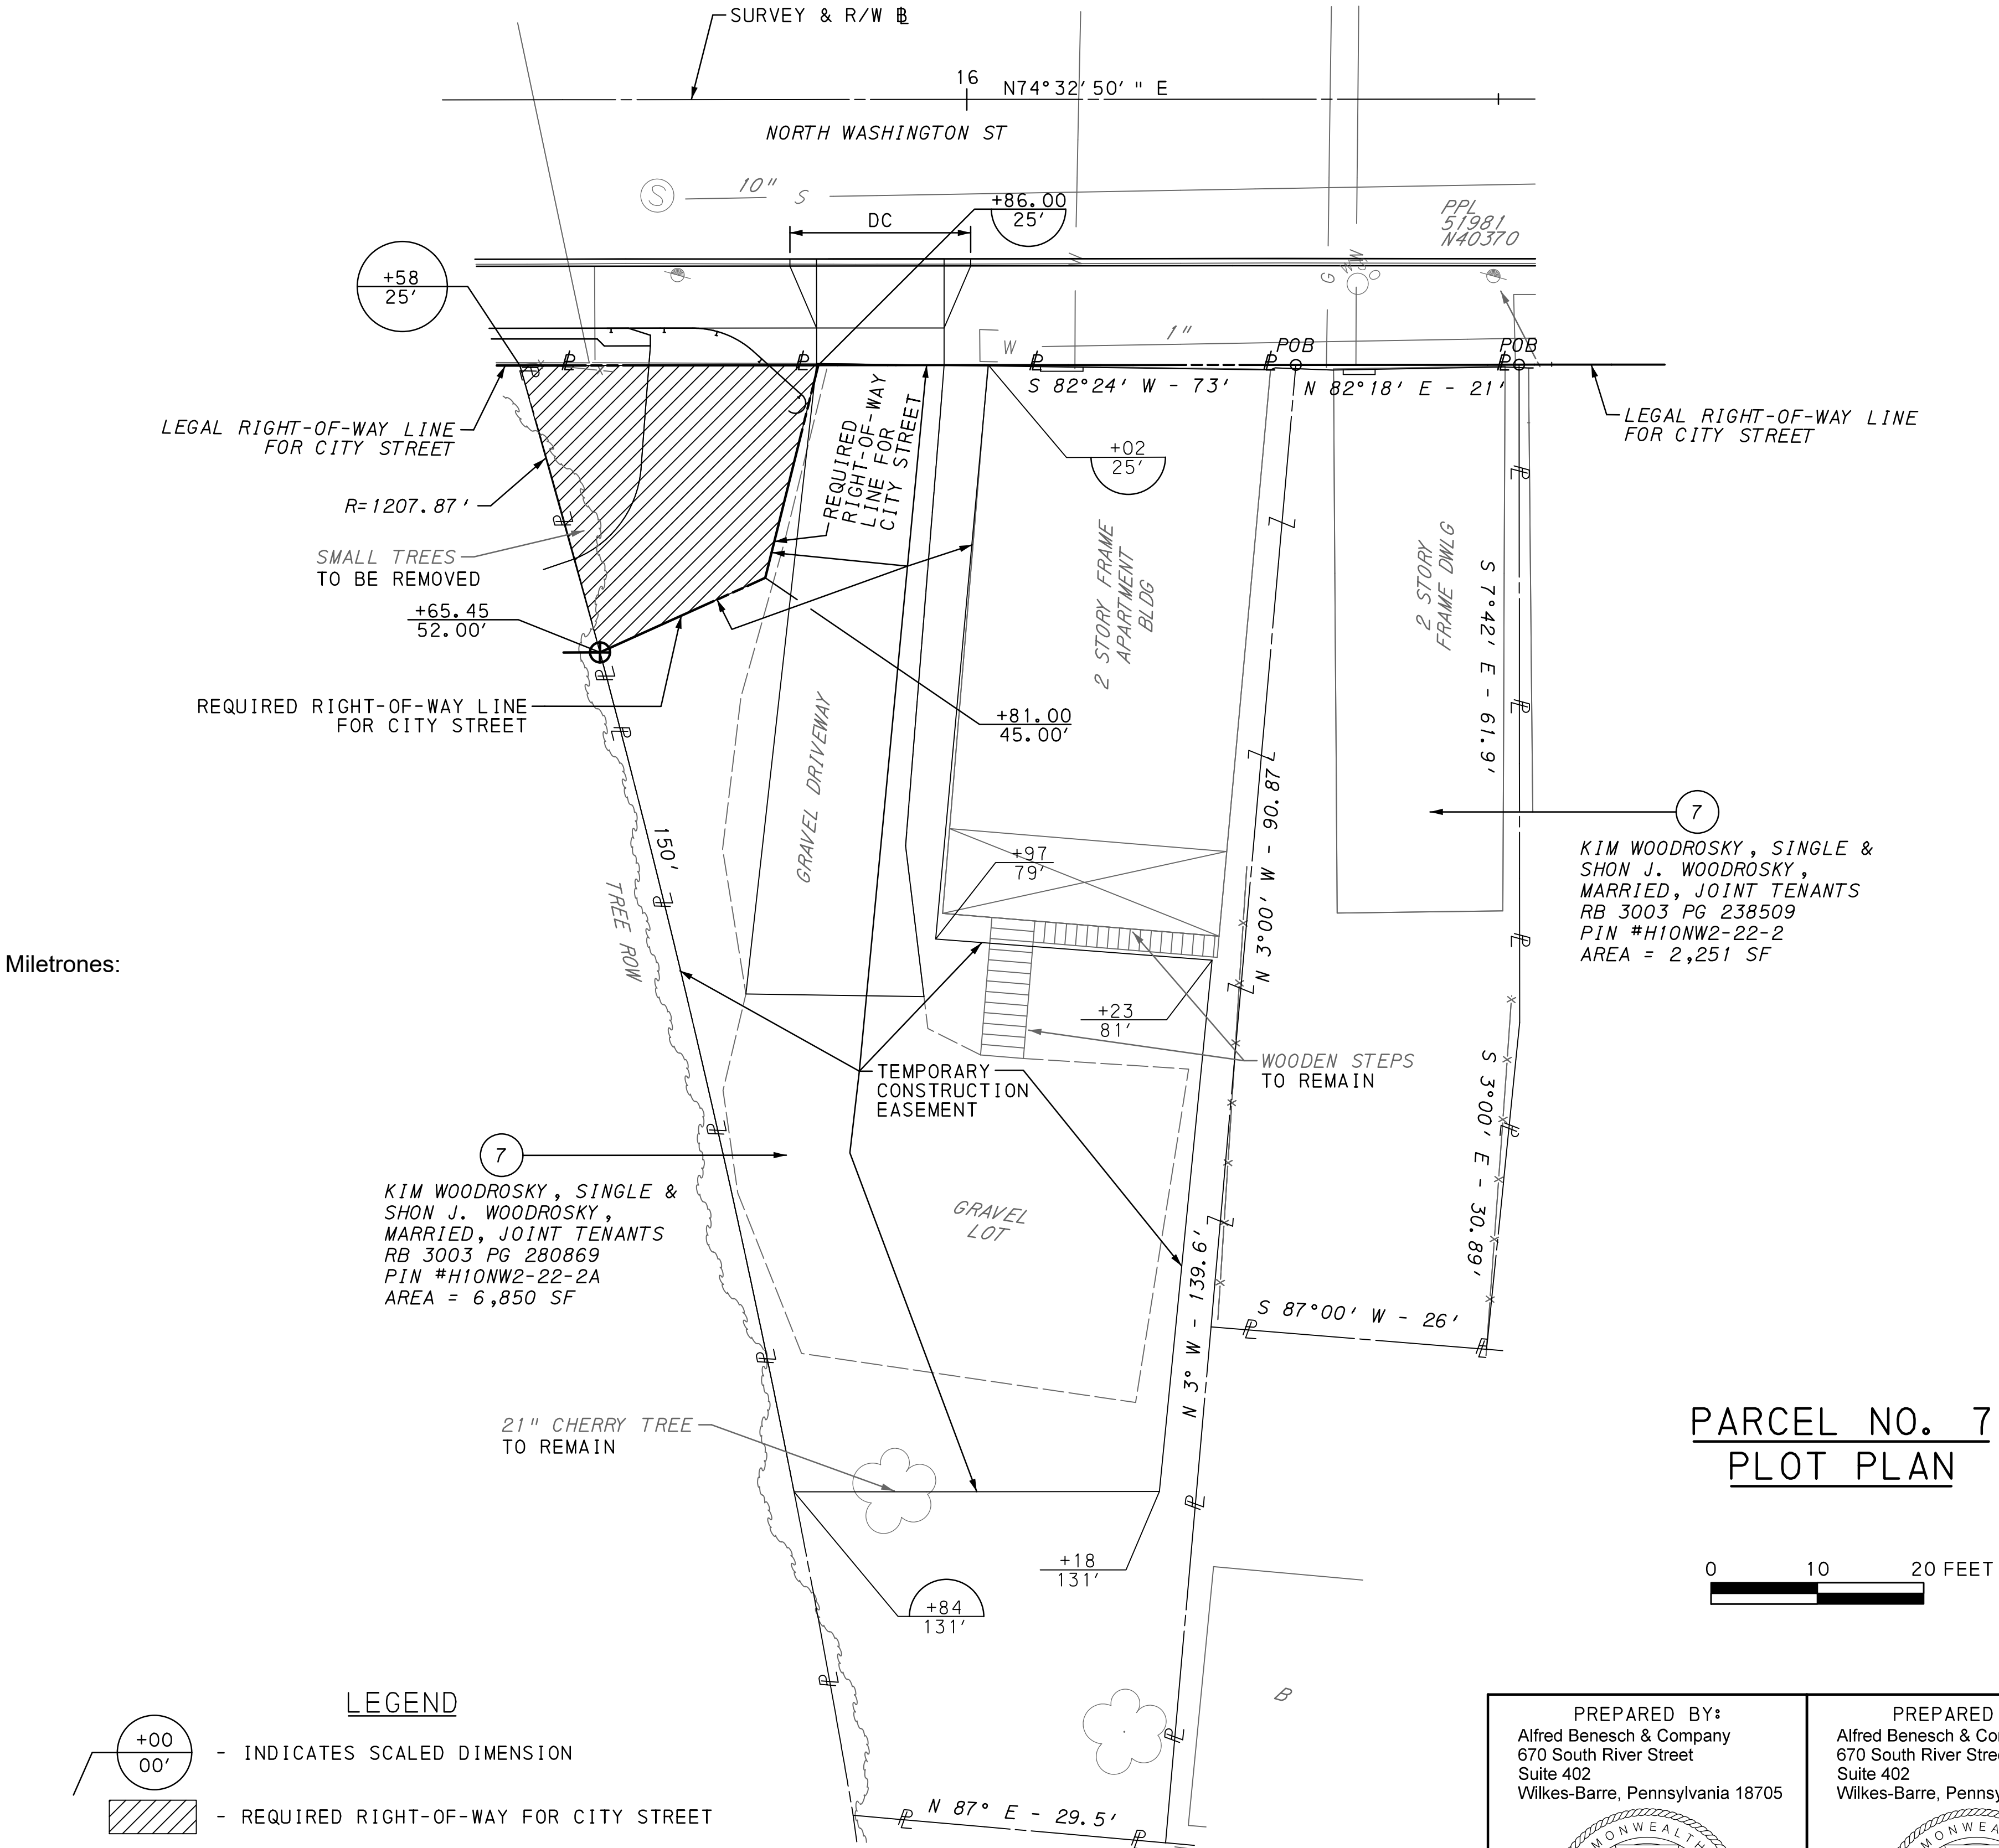 SURVEY & R/W BL
16
N74°32'50" E
NORTH WASHINGTON ST
S
10" S
+86.00
25'
DC
PPL
51981
N40370
+58
25'
G
W
1"
POB
POB
S 82°24' W - 73'
N 82°18' E - 21'
LEGAL RIGHT-OF-WAY LINE
FOR CITY STREET
LEGAL RIGHT-OF-WAY LINE
FOR CITY STREET
REQUIRED
RIGHT-OF-WAY
LINE FOR
CITY STREET
+02
25'
R=1207.87'
SMALL TREES
TO BE REMOVED
+65.45
52.00'
2 STORY FRAME
APARTMENT
BLDG
2 STORY
FRAME DWLG
S 7°42' E - 61.9'
REQUIRED RIGHT-OF-WAY LINE
FOR CITY STREET
+81.00
45.00'
GRAVEL DRIVEWAY
150'
TREE ROW
+97
79'
N 3°00' W - 90.87
7
KIM WOODROSKY, SINGLE &
SHON J. WOODROSKY,
MARRIED, JOINT TENANTS
RB 3003 PG 238509
PIN #H10NW2-22-2
AREA = 2,251 SF
Miletrones:
+23
81'
WOODEN STEPS
TO REMAIN
TEMPORARY
CONSTRUCTION
EASEMENT
S 3°00' E - 30.89'
7
KIM WOODROSKY, SINGLE &
SHON J. WOODROSKY,
MARRIED, JOINT TENANTS
RB 3003 PG 280869
PIN #H10NW2-22-2A
AREA = 6,850 SF
GRAVEL
LOT
N 3° W - 139.6'
S 87°00' W - 26'
21" CHERRY TREE
TO REMAIN
PARCEL NO. 7
PLOT PLAN
+18
131'
+84
131'
0 10 20 FEET
B
LEGEND
+00
00'
- INDICATES SCALED DIMENSION
- REQUIRED RIGHT-OF-WAY FOR CITY STREET
N 87° E - 29.5'
PREPARED BY:
Alfred Benesch & Company
670 South River Street
Suite 402
Wilkes-Barre, Pennsylvania 18705
MONWEALTH
PREPARED
Alfred Benesch & Co
670 South River Stre
Suite 402
Wilkes-Barre, Pennsy
MONWEA